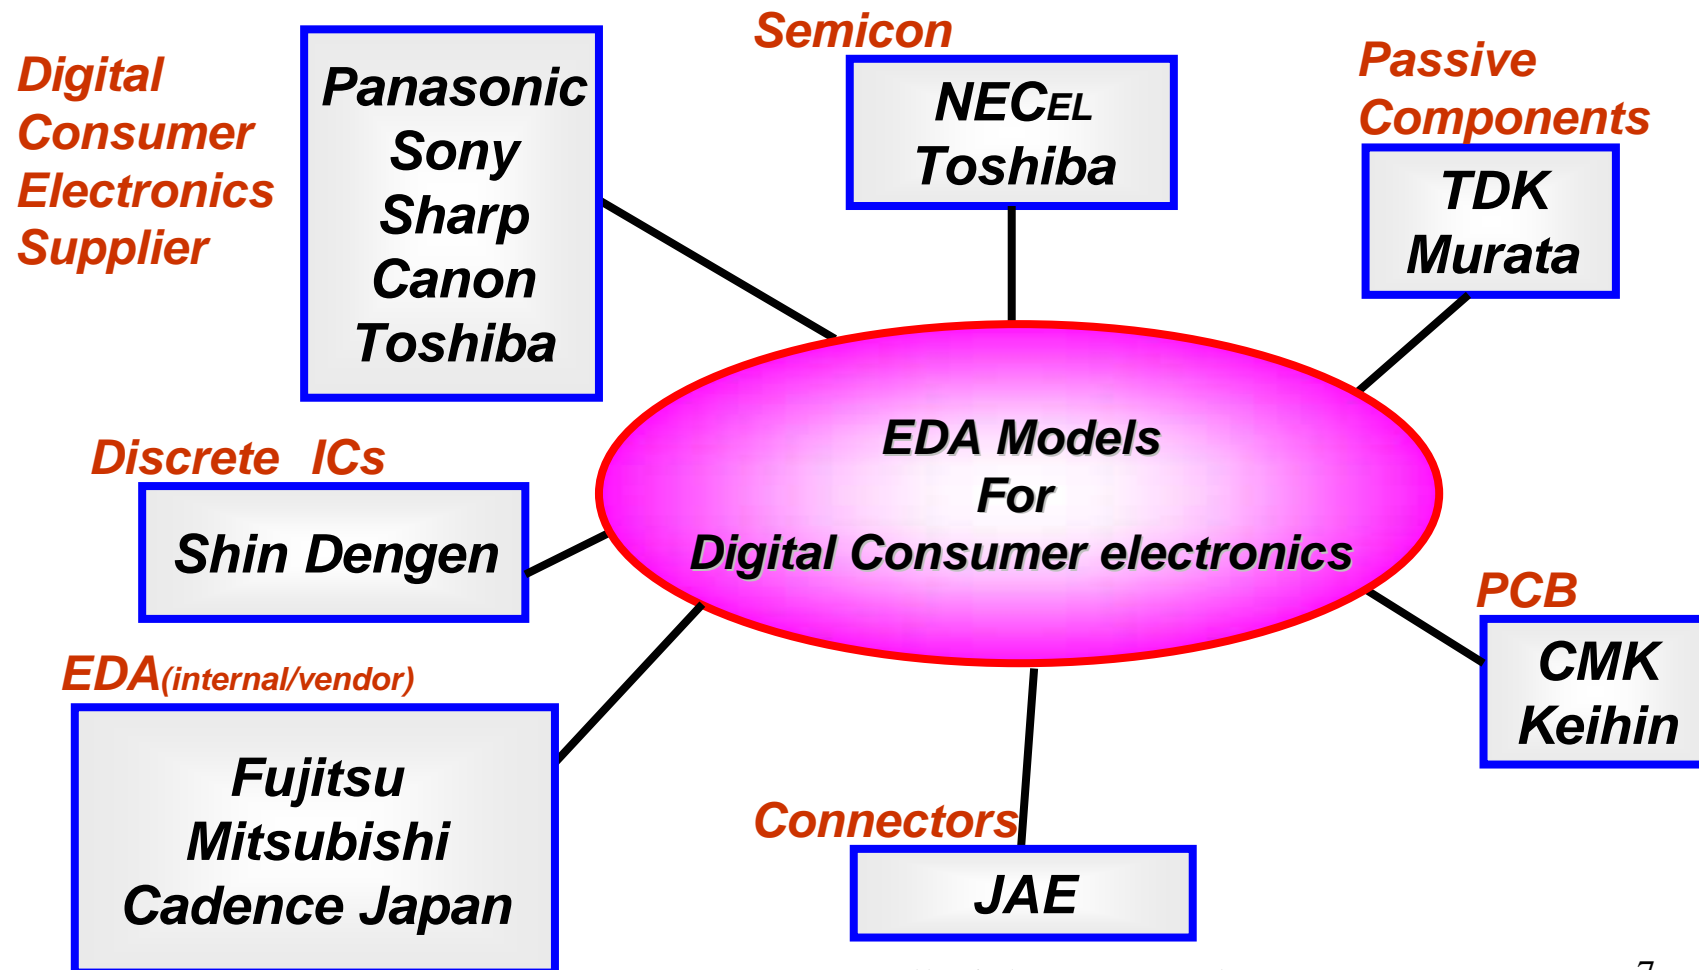 Digital
Consumer
Electronics
Supplier
Panasonic
Sony
Sharp
Canon
Toshiba
Semicon
NECEL
Toshiba
Passive
Components
TDK
Murata
EDA Models
For
Digital Consumer electronics
Discrete ICs
Shin Dengen
EDA(internal/vendor)
Fujitsu
Mitsubishi
Cadence Japan
Connectors
JAE
PCB
CMK
Keihin